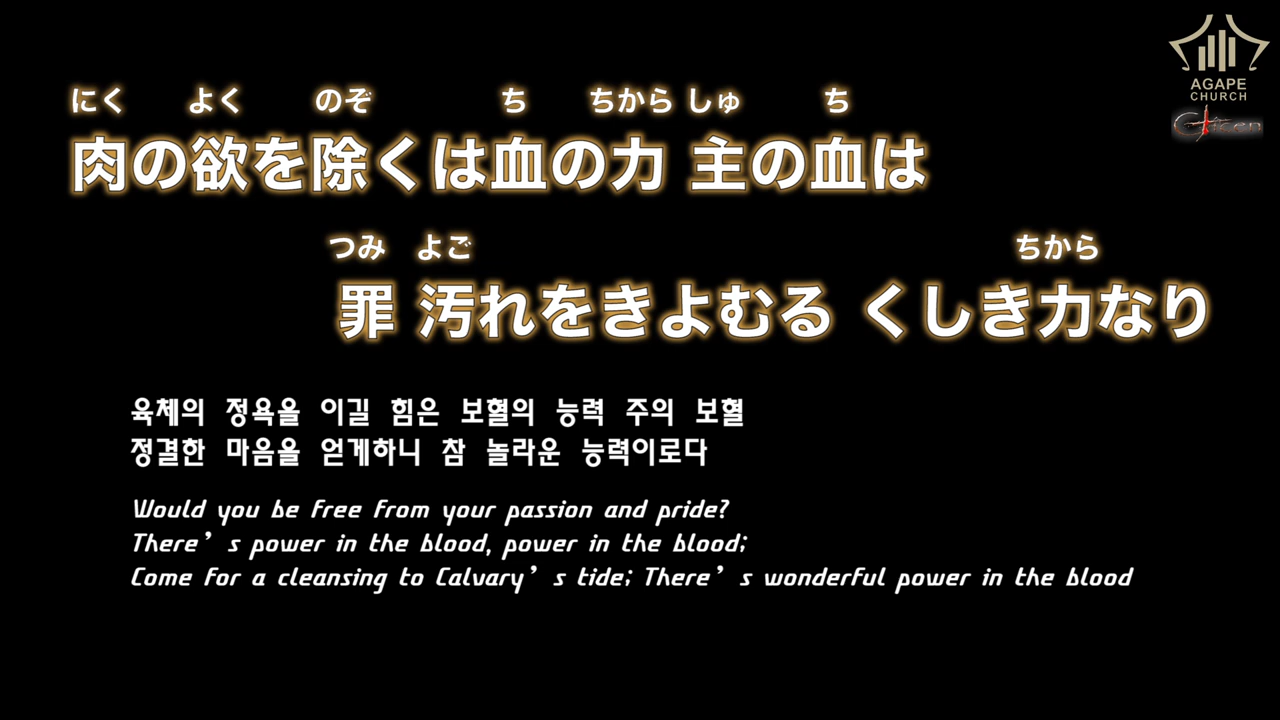 AGAPE
CHURCH
にく よく のぞ ち ちから しゅ ち
肉の欲を除くは血の力 主の血は
つみ よご ちから
罪 汚れをきよむる くしき力なり
육체의 정욕을 이길 힘은 보혈의 능력 주의 보혈
정결한 마음을 얻게하니 참 놀라운 능력이로다
Would you be free from your passion and pride?
There’s power in the blood, power in the blood;
Come for a cleansing to Calvary’s tide; There’s wonderful power in the blood